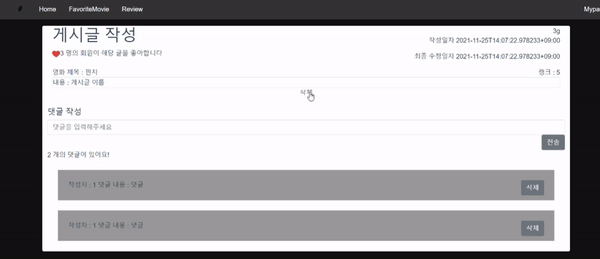 Home FavoriteMovie Review Mypa
게시글 작성
3g
작성일자 2021-11-25T14:07:22.978233+09:00
3 명의 회원이 해당 글을 좋아합니다
최종 수정일자 2021-11-25T14:07:22.978233+09:00
영화 제목 : 핸지
랭크 : 5
내용 : 게시글 이름
삭제
댓글 작성
댓글을 입력해주세요
전송
2 개의 댓글이 있어요!
작성자 : 1 댓글 내용 : 댓글
삭제
작성자 : 1 댓글 내용 : 댓글
삭제